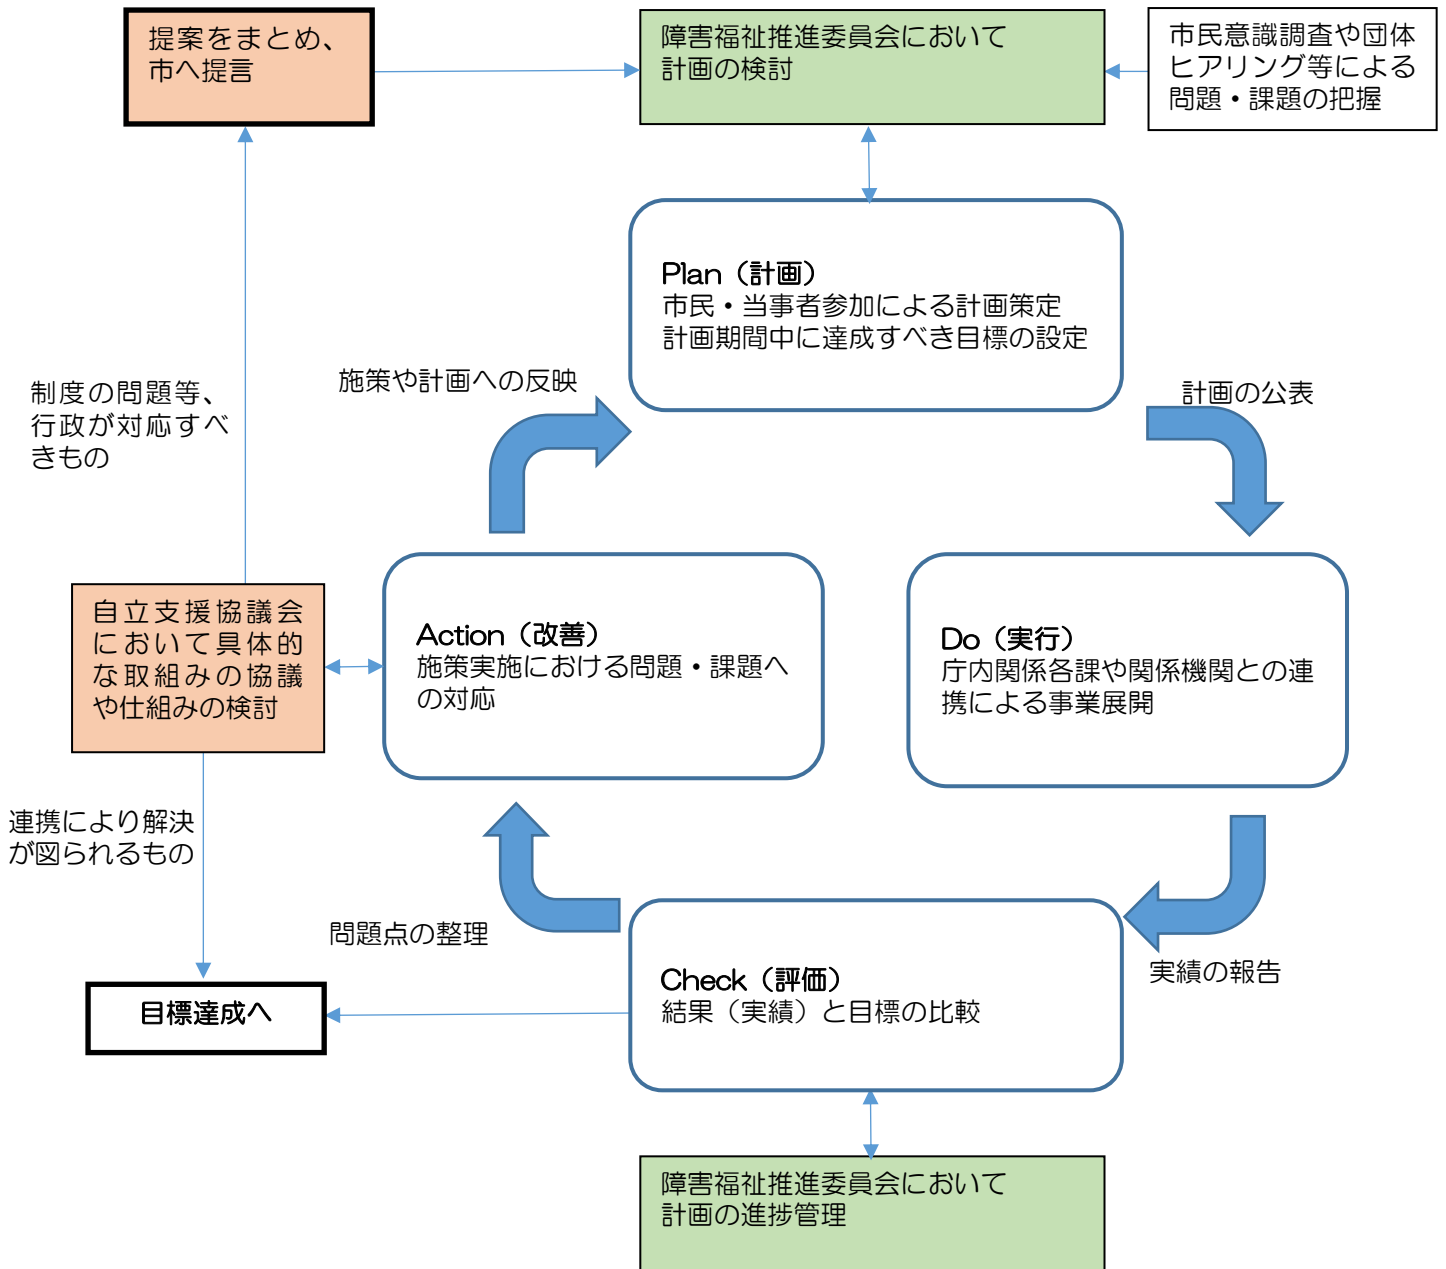 提案をまとめ、
市へ提言
障害福祉推進委員会において
計画の検討
市民意識調査や団体
ヒアリング等による
問題・課題の把握
Plan（計画）
市民・当事者参加による計画策定
計画期間中に達成すべき目標の設定
制度の問題等、
行政が対応すべ
きもの
施策や計画への反映
計画の公表
自立支援協議会
において具体的
な取組みの協議
や仕組みの検討
Action（改善）
施策実施における問題・課題へ
の対応
Do（実行）
庁内関係各課や関係機関との連
携による事業展開
連携により解決
が図られるもの
問題点の整理
実績の報告
目標達成へ
Check（評価）
結果（実績）と目標の比較
障害福祉推進委員会において
計画の進捗管理